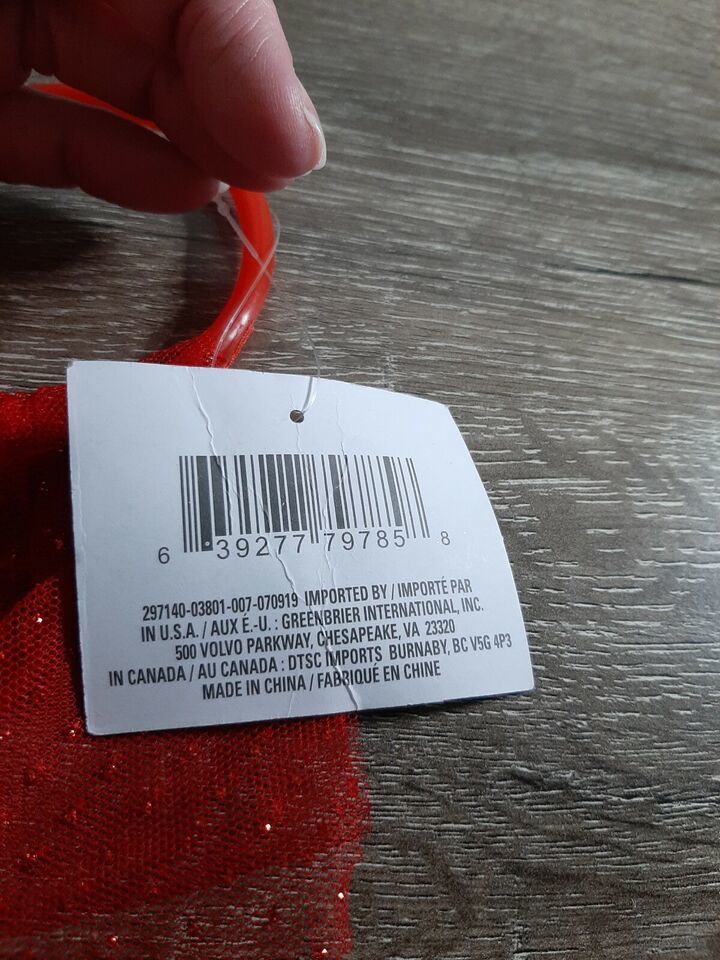 6 39277 79785 8
297140-03801-007-070919 IMPORTED BY / IMPORTÉ PAR
IN U.S.A. / AUX É.-U. : GREENBRIER INTERNATIONAL, INC.
500 VOLVO PARKWAY, CHESAPEAKE, VA 23320
IN CANADA / AU CANADA : DTSC IMPORTS BURNABY, BC V5G 4P3
MADE IN CHINA / FABRIQUÉ EN CHINE